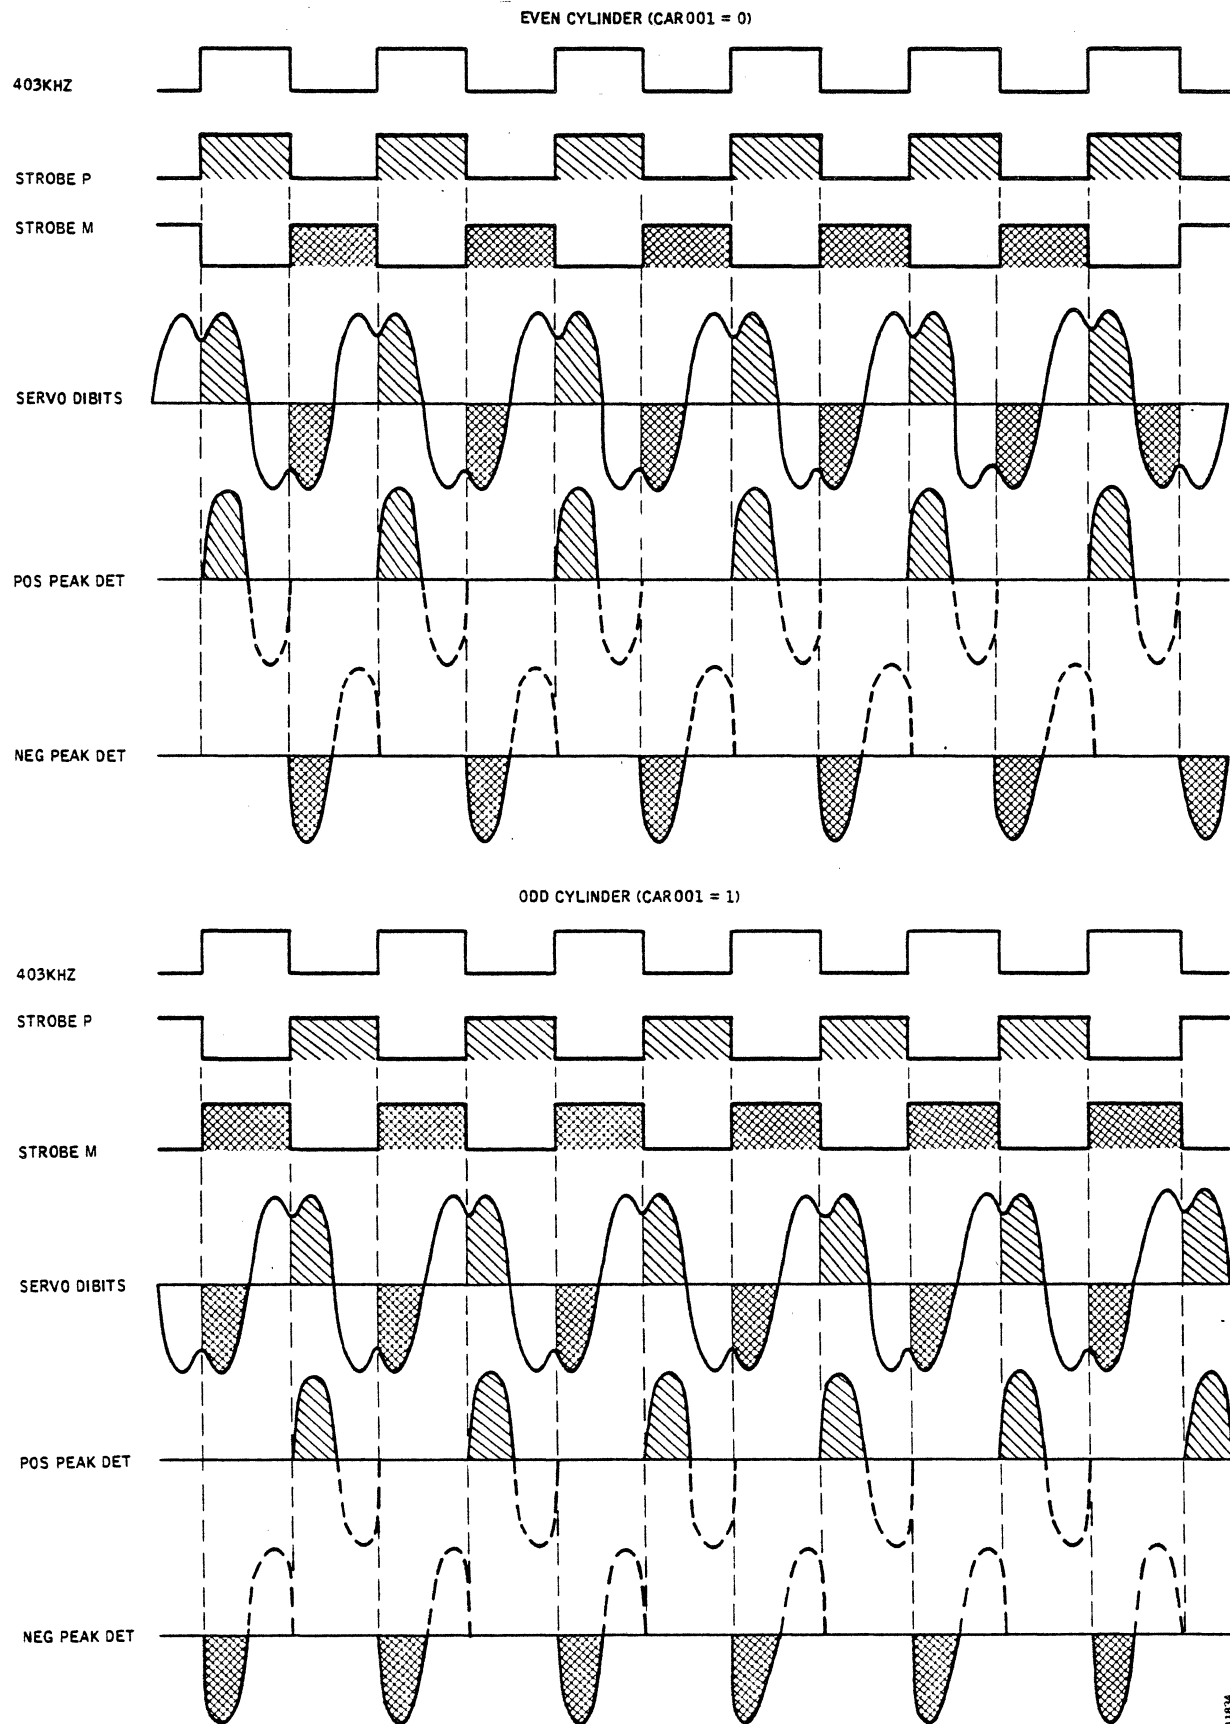 EVEN CYLINDER (CAR001 = 0)
403KHZ
STROBE P
STROBE M
SERVO DIBITS
POS PEAK DET
NEG PEAK DET
ODD CYLINDER (CAR001 = 1)
403KHZ
STROBE P
STROBE M
SERVO DIBITS
POS PEAK DET
NEG PEAK DET